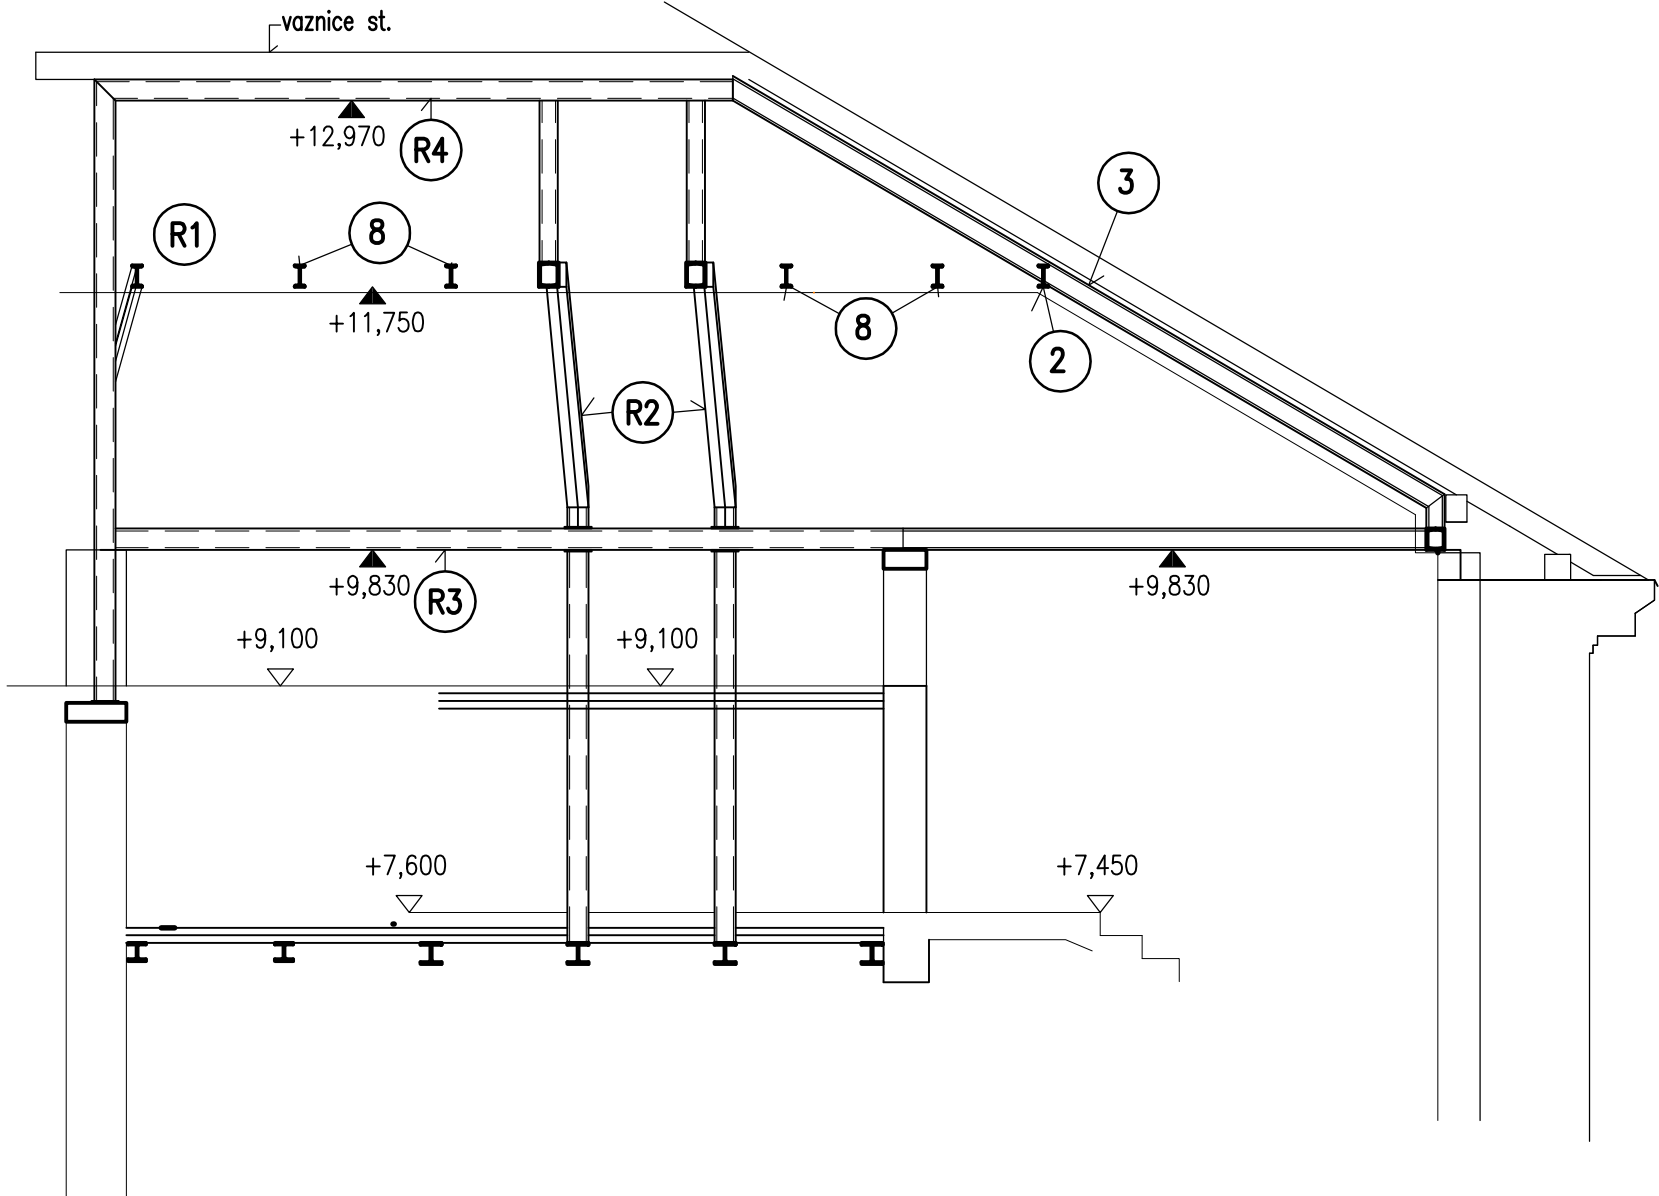 vaznice st.
+12,970
R4
3
R1
8
+11,750
8
2
R2
+9,830
R3
+9,830
+9,100
+9,100
+7,600
+7,450